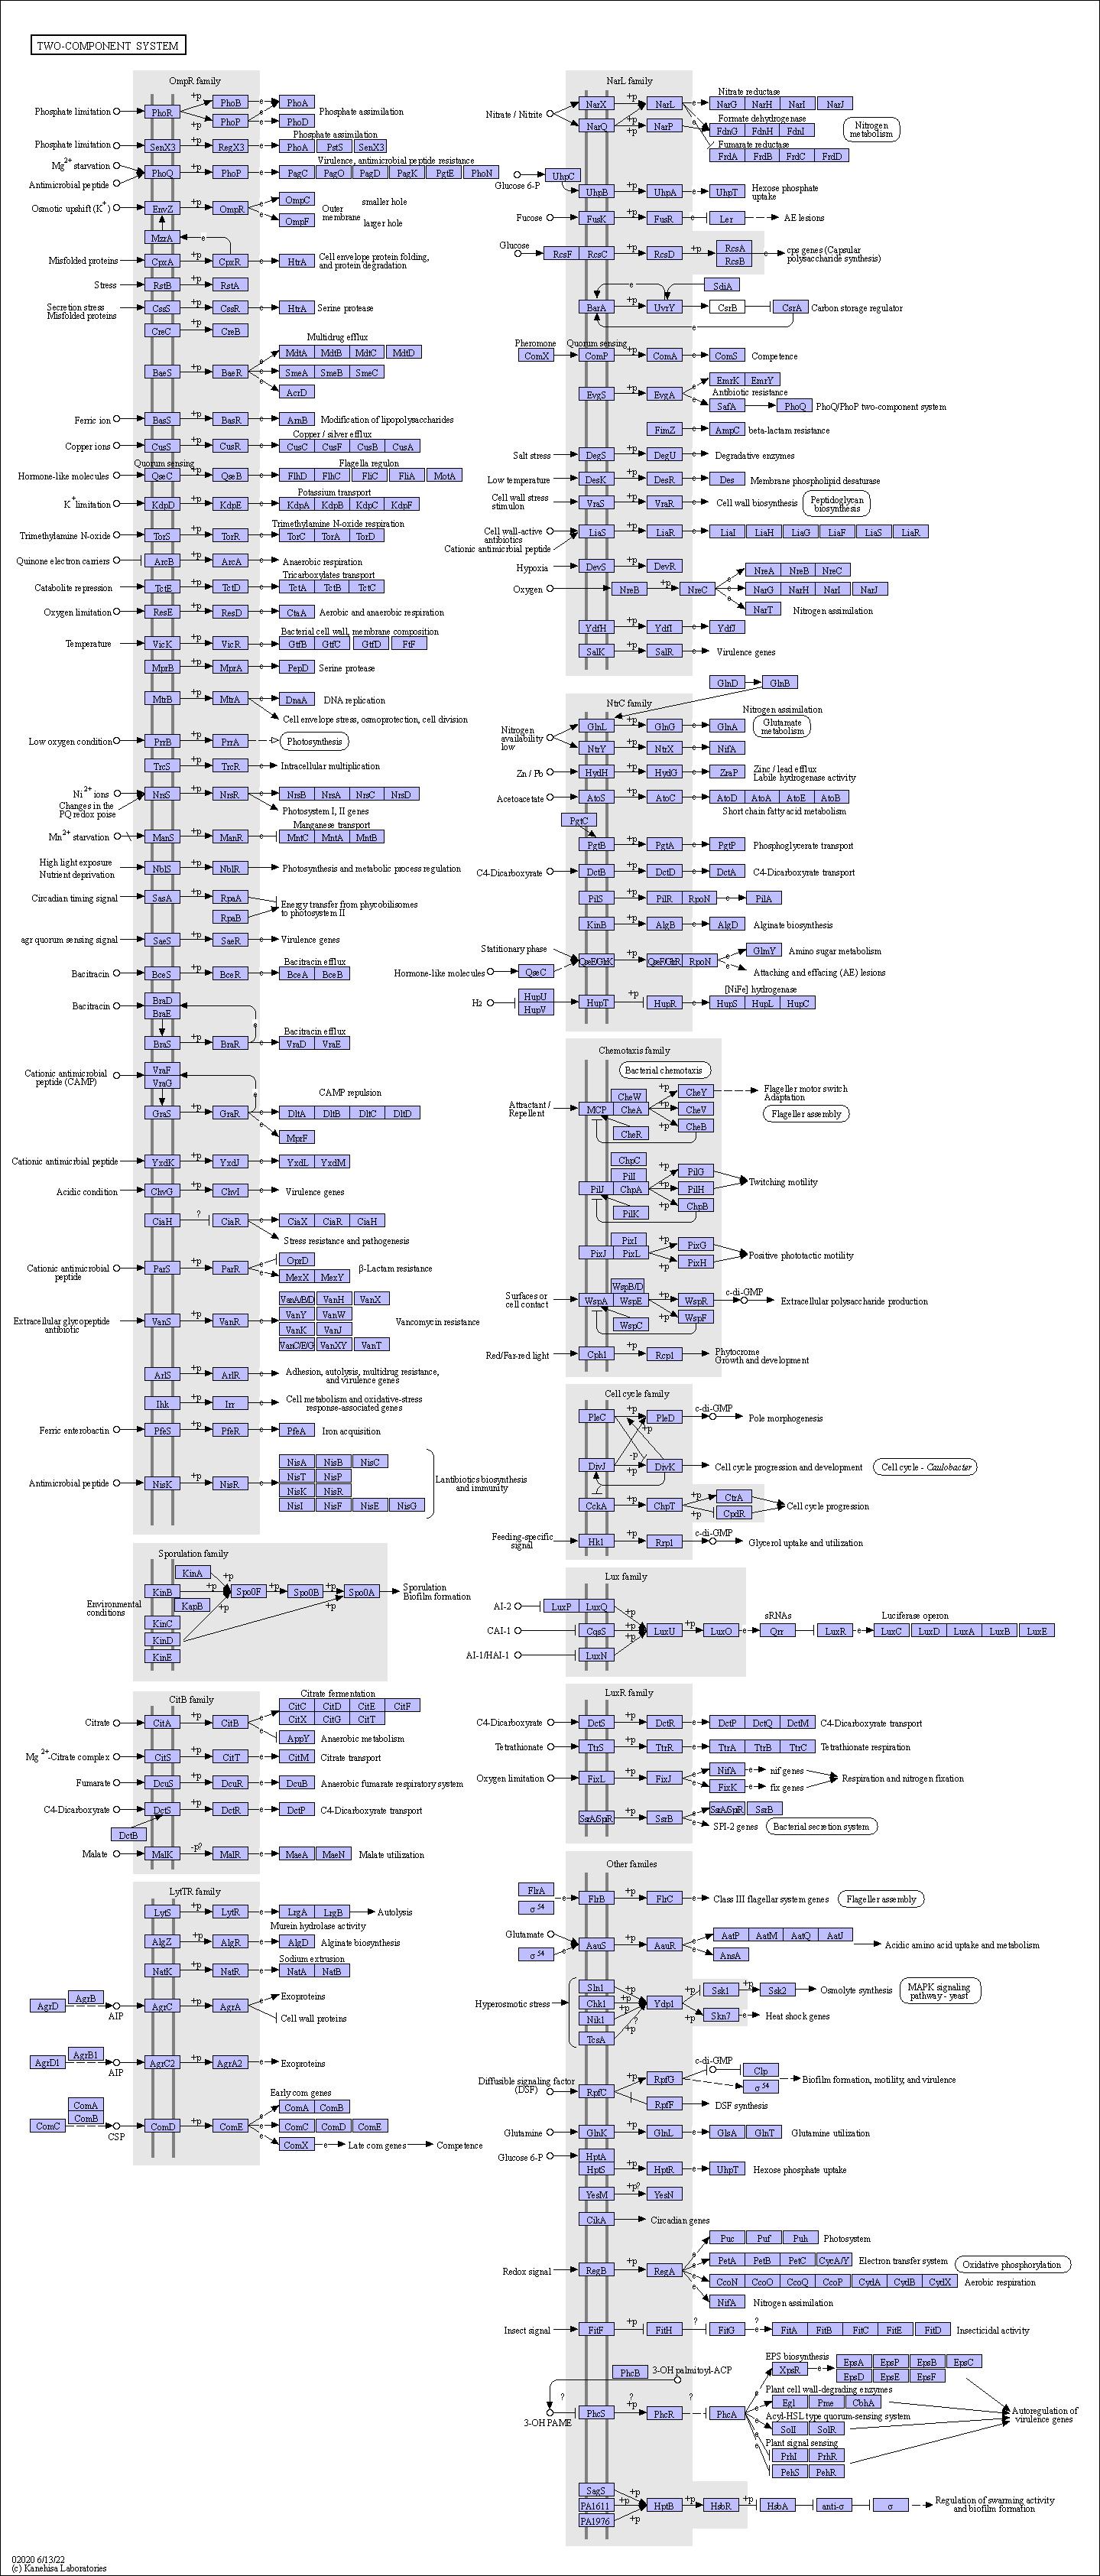 TWO-COMPONENT SYSTEM
OmpR family
Phosphate limitation PhoR +p PhoB e PhoA
+p PhoP e PhoD Phosphate assimilation
Phosphate assimilation
Phosphate limitation SenX3 +p RegX3 e PhoA PstS SenX3
Virulence, antimicrobial peptide resistance
Mg2+ starvation
Antimicrobial peptide PhoQ +p PhoP e PagC PagO PagD PagK PgtE PhoN
Osmotic upshift (K+) EnvZ +p OmpR e OmpC smaller hole
OmpF Outer membrane larger hole
MzrA e
Misfolded proteins CpxA +p CpxR e HtrA Cell envelope protein folding, and protein degradation
Stress RstB +p RstA
Secretion stress
Misfolded proteins CssS +p CssR e HtrA Serine protease
CreC +p CreB
Multidrug efflux
MdtA MdtB MdtC MdtD
BaeS +p BaeR e SmeA SmeB SmeC
AcrD
Ferric ion BasS +p BasR e ArnB Modification of lipopolysaccharides
Copper / silver efflux
Copper ions CusS +p CusR e CusC CusF CusB CusA
Quorum sensing Flagella regulon
Hormone-like molecules QseC +p QseB e FlhD FlhC FliC FliA MotA
Potassium transport
K+ limitation KdpD +p KdpE e KdpA KdpB KdpC KdpF
Trimethylamine N-oxide respiration
Trimethylamine N-oxide TorS +p TorR e TorC TorA TorD
Quinone electron carriers ArcB +p ArcA e Anaerobic respiration
Tricarboxylates transport
Catabolite repression TctE +p TctD e TctA TctB TctC
Oxygen limitation ResE +p ResD e CtaA Aerobic and anaerobic respiration
Bacterial cell wall, membrane composition
Temperature VicK +p VicR e GtfB GtfC GtfD FtF
MprB +p MprA e PepD Serine protease
MtrB +p MtrA e DnaA DNA replication
Cell envelope stress, osmoprotection, cell division
Low oxygen condition PrrB +p PrrA Photosynthesis
TrcS +p TrcR Intracellular multiplication
Ni2+ ions
Changes in the PQ redox poise NrsS +p NrsR e NrsB NrsA NrsC NrsD
Photosystem I, II genes
Manganese transport
Mn2+ starvation ManS +p ManR e MntC MntA MntB
High light exposure
Nutrient deprivation NblS +p NblR Photosynthesis and metabolic process regulation
Circadian timing signal SasA +p RpaA
RpaB Energy transfer from phycobilisomes to photosystem II
agr quorum sensing signal SaeS +p SaeR e Virulence genes
Bacitracin efflux
Bacitracin BceS +p BceR e BceA BceB
Bacitracin BraD
BraE e
Bacitracin efflux
BraS +p BraR e VraD VraE
Cationic antimicrobial peptide (CAMP) VraF
VraG e
CAMP repulsion
GraS +p GraR e DltA DltB DltC DltD
MprF
Cationic antimicrbial peptide YxdK +p YxdJ e YxdL YxdM
Acidic condition ChvG +p ChvI e Virulence genes
CiaH ? CiaR e CiaX CiaR CiaH
Stress resistance and pathogenesis
OprD
Cationic antimicrobial peptide ParS +p ParR e MexX MexY β-Lactam resistance
VanA/B/D VanH VanX
VanY VanW
Extracellular glycopeptide antibiotic VanS +p VanR e VanK VanJ Vancomycin resistance
VanC/E/G VanXY VanT
ArlS +p ArlR e Adhesion, autolysis, multidrug resistance, and virulence genes
Ihk +p Irr e Cell metabolism and oxidative-stress response-associated genes
Ferric enterobactin PfeS +p PfeR e PfeA Iron acquisition
NisA NisB NisC
NisT NisP
Antimicrobial peptide NisK +p NisR e NisK NisR Lantibiotics biosynthesis and immunity
NisI NisF NisE NisG
Sporulation family
KinA +p
Environmental conditions KinB +p Spo0F +p Spo0B +p Spo0A Sporulation
Biofilm formation
KapB +p +p
KinC
KinD
KinE
CitB family
Citrate fermentation
CitC CitD CitE CitF
Citrate CitA +p CitB e CitX CitG CitT
AppY Anaerobic metabolism
Mg2+-Citrate complex CitS +p CitT e CitM Citrate transport
Fumarate DcuS +p DcuR e DcuB Anaerobic fumarate respiratory system
C4-Dicarboxyrate DctS +p DctR e DctP C4-Dicarboxyrate transport
DctB
Malate MalK -p? MalR e MaeA MaeN Malate utilization
LytTR family
LytS +p LytR e LrgA LrgB Autolysis
Murein hydrolase activity
AlgZ +p AlgR e AlgD Alginate biosynthesis
Sodium extrusion
NatK +p NatR e NatA NatB
AgrD AgrB AIP AgrC +p AgrA e Exoproteins
Cell wall proteins
AgrD1 AgrB1 AIP AgrC2 +p AgrA2 e Exoproteins
Early com genes
ComA ComA ComB
ComB
ComC CSP ComD +p ComE e ComC ComD ComE
ComX e Late com genes Competence
NarL family
Nitrate reductase
Nitrate / Nitrite NarX +p NarL e NarG NarH NarI NarJ
Formate dehydrogenase
NarQ +p NarP FdnG FdnH FdnI Nitrogen metabolism
Fumarate reductase
FrdA FrdB FrdC FrdD
Glucose 6-P UhpC
UhpB +p UhpA e UhpT Hexose phosphate uptake
Fucose FusK +p FusR e Ler AE lesions
Glucose RcsF RcsC +p RcsD +p RcsA
RcsB e cps genes (Capsular polysaccharide synthesis)
e SdiA
BarA +p UvrY e CsrB CsrA Carbon storage regulator
e
Pheromone Quorum sensing
ComX ComP +p ComA e ComS Competence
EvgS +p EvgA e EmrK EmrY
Antibiotic resistance
SafA PhoQ PhoQ/PhoP two-component system
FimZ e AmpC beta-lactam resistance
Salt stress DegS +p DegU e Degradative enzymes
Low temperature DesK +p DesR e Des Membrane phospholipid desaturase
Cell wall stress stimulon VraS +p VraR e Cell wall biosynthesis Peptidoglycan biosynthesis
Cell wall-active antibiotics
Cationic antimicrbial peptide LiaS +p LiaR e LiaI LiaH LiaG LiaF LiaS LiaR
Hypoxia DevS +p DevR
Oxygen NreB +p NreC e NreA NreB NreC
NarG NarH NarI NarJ
NarT Nitrogen assimilation
YdfH +p YdfI e YdfJ
SalK +p SalR e Virulence genes
GlnD GlnB
NtrC family
Nitrogen assimilation
Nitrogen availability low GlnL +p GlnG e GlnA Glutamate metabolism
NtrY +p NtrX e NifA
Zn / Pb HydH +p HydG e ZraP Zinc / lead efflux
Labile hydrogenase activity
Acetoacetate AtoS +p AtoC e AtoD AtoA AtoE AtoB
Short chain fatty acid metabolism
PgtC
PgtB +p PgtA e PgtP Phosphoglycerate transport
C4-Dicarboxyrate DctB +p DctD e DctA C4-Dicarboxyrate transport
PilS +p PilR RpoN e PilA
KinB +p AlgB e AlgD Alginate biosynthesis
Statitionary phase
Hormone-like molecules QseC QseE/GlrK +p QseF/GlrR RpoN e GlmY Amino sugar metabolism
Attaching and effacing (AE) lesions
[NiFe] hydrogenase
H2 HupU
HupV HupT +p HupR e HupS HupL HupC
Chemotaxis family
Bacterial chemotaxis
CheW +p CheY Flageller motor switch
Adaptation
Attractant / Repellent MCP CheA +p CheV Flageller assembly
+p CheB
CheR
ChpC
PilI +p PilG
PilJ ChpA +p PilH Twitching motility
+p ChpB
PilK
PixI +p PixG
PixJ PixL +p PixH Positive phototactic motility
WspB/D
Surfaces or cell contact WspA WspE +p WspR c-di-GMP Extracellular polysaccharide production
WspC +p WspF
Red/Far-red light Cph1 +p Rcp1 Phytocrome
Growth and development
Cell cycle family
PleC +p PleD c-di-GMP Pole morphogenesis
+p
-p
DivJ +p DivK Cell cycle progression and development Cell cycle - Caulobacter
CckA +p ChpT +p CtrA
+p CpdR Cell cycle progression
Feeding-specific signal Hk1 +p Rrp1 c-di-GMP Glycerol uptake and utilization
Lux family
AI-2 LuxP LuxQ +p sRNAs Luciferase operon
CAI-1 CqsS +p LuxU +p LuxO e Qrr LuxR e LuxC LuxD LuxA LuxB LuxE
AI-1/HAI-1 LuxN +p
LuxR family
C4-Dicarboxyrate DctS +p DctR e DctP DctQ DctM C4-Dicarboxyrate transport
Tetrathionate TtrS +p TtrR e TtrA TtrB TtrC Tetrathionate respiration
Oxygen limitation FixL +p FixJ e NifA e nif genes
FixK e fix genes Respiration and nitrogen fixation
SsrA/SpiR +p SsrB e SsrA/SpiR SsrB
SPI-2 genes Bacterial secretion system
Other familes
FlrA
σ54 e FlrB +p FlrC e Class III flagellar system genes Flageller assembly
Glutamate
σ54 e AauS +p AauR e AatP AatM AatQ AatJ
AnsA Acidic amino acid uptake and metabolism
Hyperosmotic stress Sln1 +p
Chk1 +p Ydp1 +p Ssk1 +p Ssk2 Osmolyte synthesis MAPK signaling pathway - yeast
Nik1 ? +p Skn7 e Heat shock genes
TcsA +p
Diffusible signaling factor (DSF) RpfC +p RpfG c-di-GMP Clp
σ54 Biofilm formation, motility, and virulence
RpfF DSF synthesis
Glutamine GlnK +p GlnL e GlsA GlnT Glutamine utilization
Glucose 6-P HptA
HptS +p HptR e UhpT Hexose phosphate uptake
YesM +p? YesN
CikA Circadian genes
Puc Puf Puh Photosystem
Redox signal RegB +p RegA e PetA PetB PetC CycA/Y Electron transfer system Oxidative phosphorylation
CcoN CcoO CcoQ CcoP CydA CydB CydX Aerobic respiration
NifA Nitrogen assimilation
Insect signal FitF +p FitH ? FitG ? e FitA FitB FitC FitE FitD Insecticidal activity
EPS biosynthesis
PhcB 3-OH palmitoyl-ACP XpsR e EpsA EpsP EpsB EpsC
EpsD EpsE EpsF
Plant cell wall-degrading enzymes
Egl Pme CbhA
3-OH PAME ? PhcS ? PhcR ? PhcA e Acyl-HSL type quorum-sensing system
SolI SolR Autoregulation of virulence genes
Plant signal sensing
PrhI PrhR
PehS PehR
SagS +p
PA1611 +p HptB +p HsbR +p HsbA anti-σ σ Regulation of swarming activity and biofilm formation
PA1976 +p
02020 6/13/22
(c) Kanehisa Laboratories